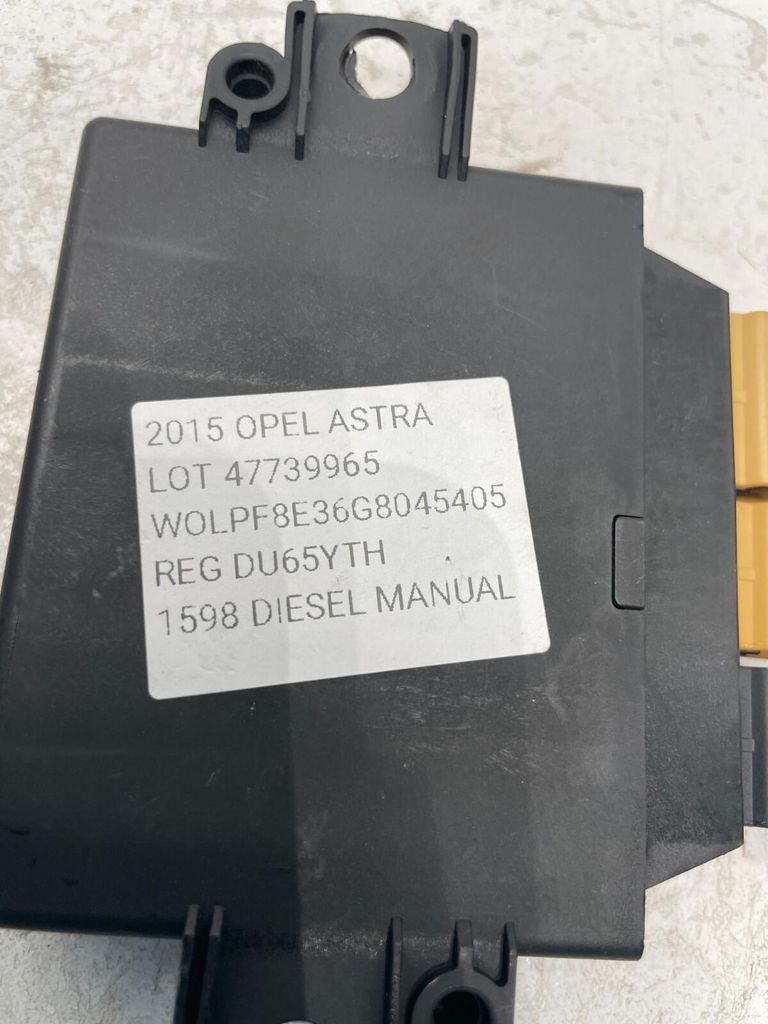 2015 OPEL ASTRA
LOT 47739965
WOLPF8E36G8045405
REG DU65YTH
1598 DIESEL MANUAL